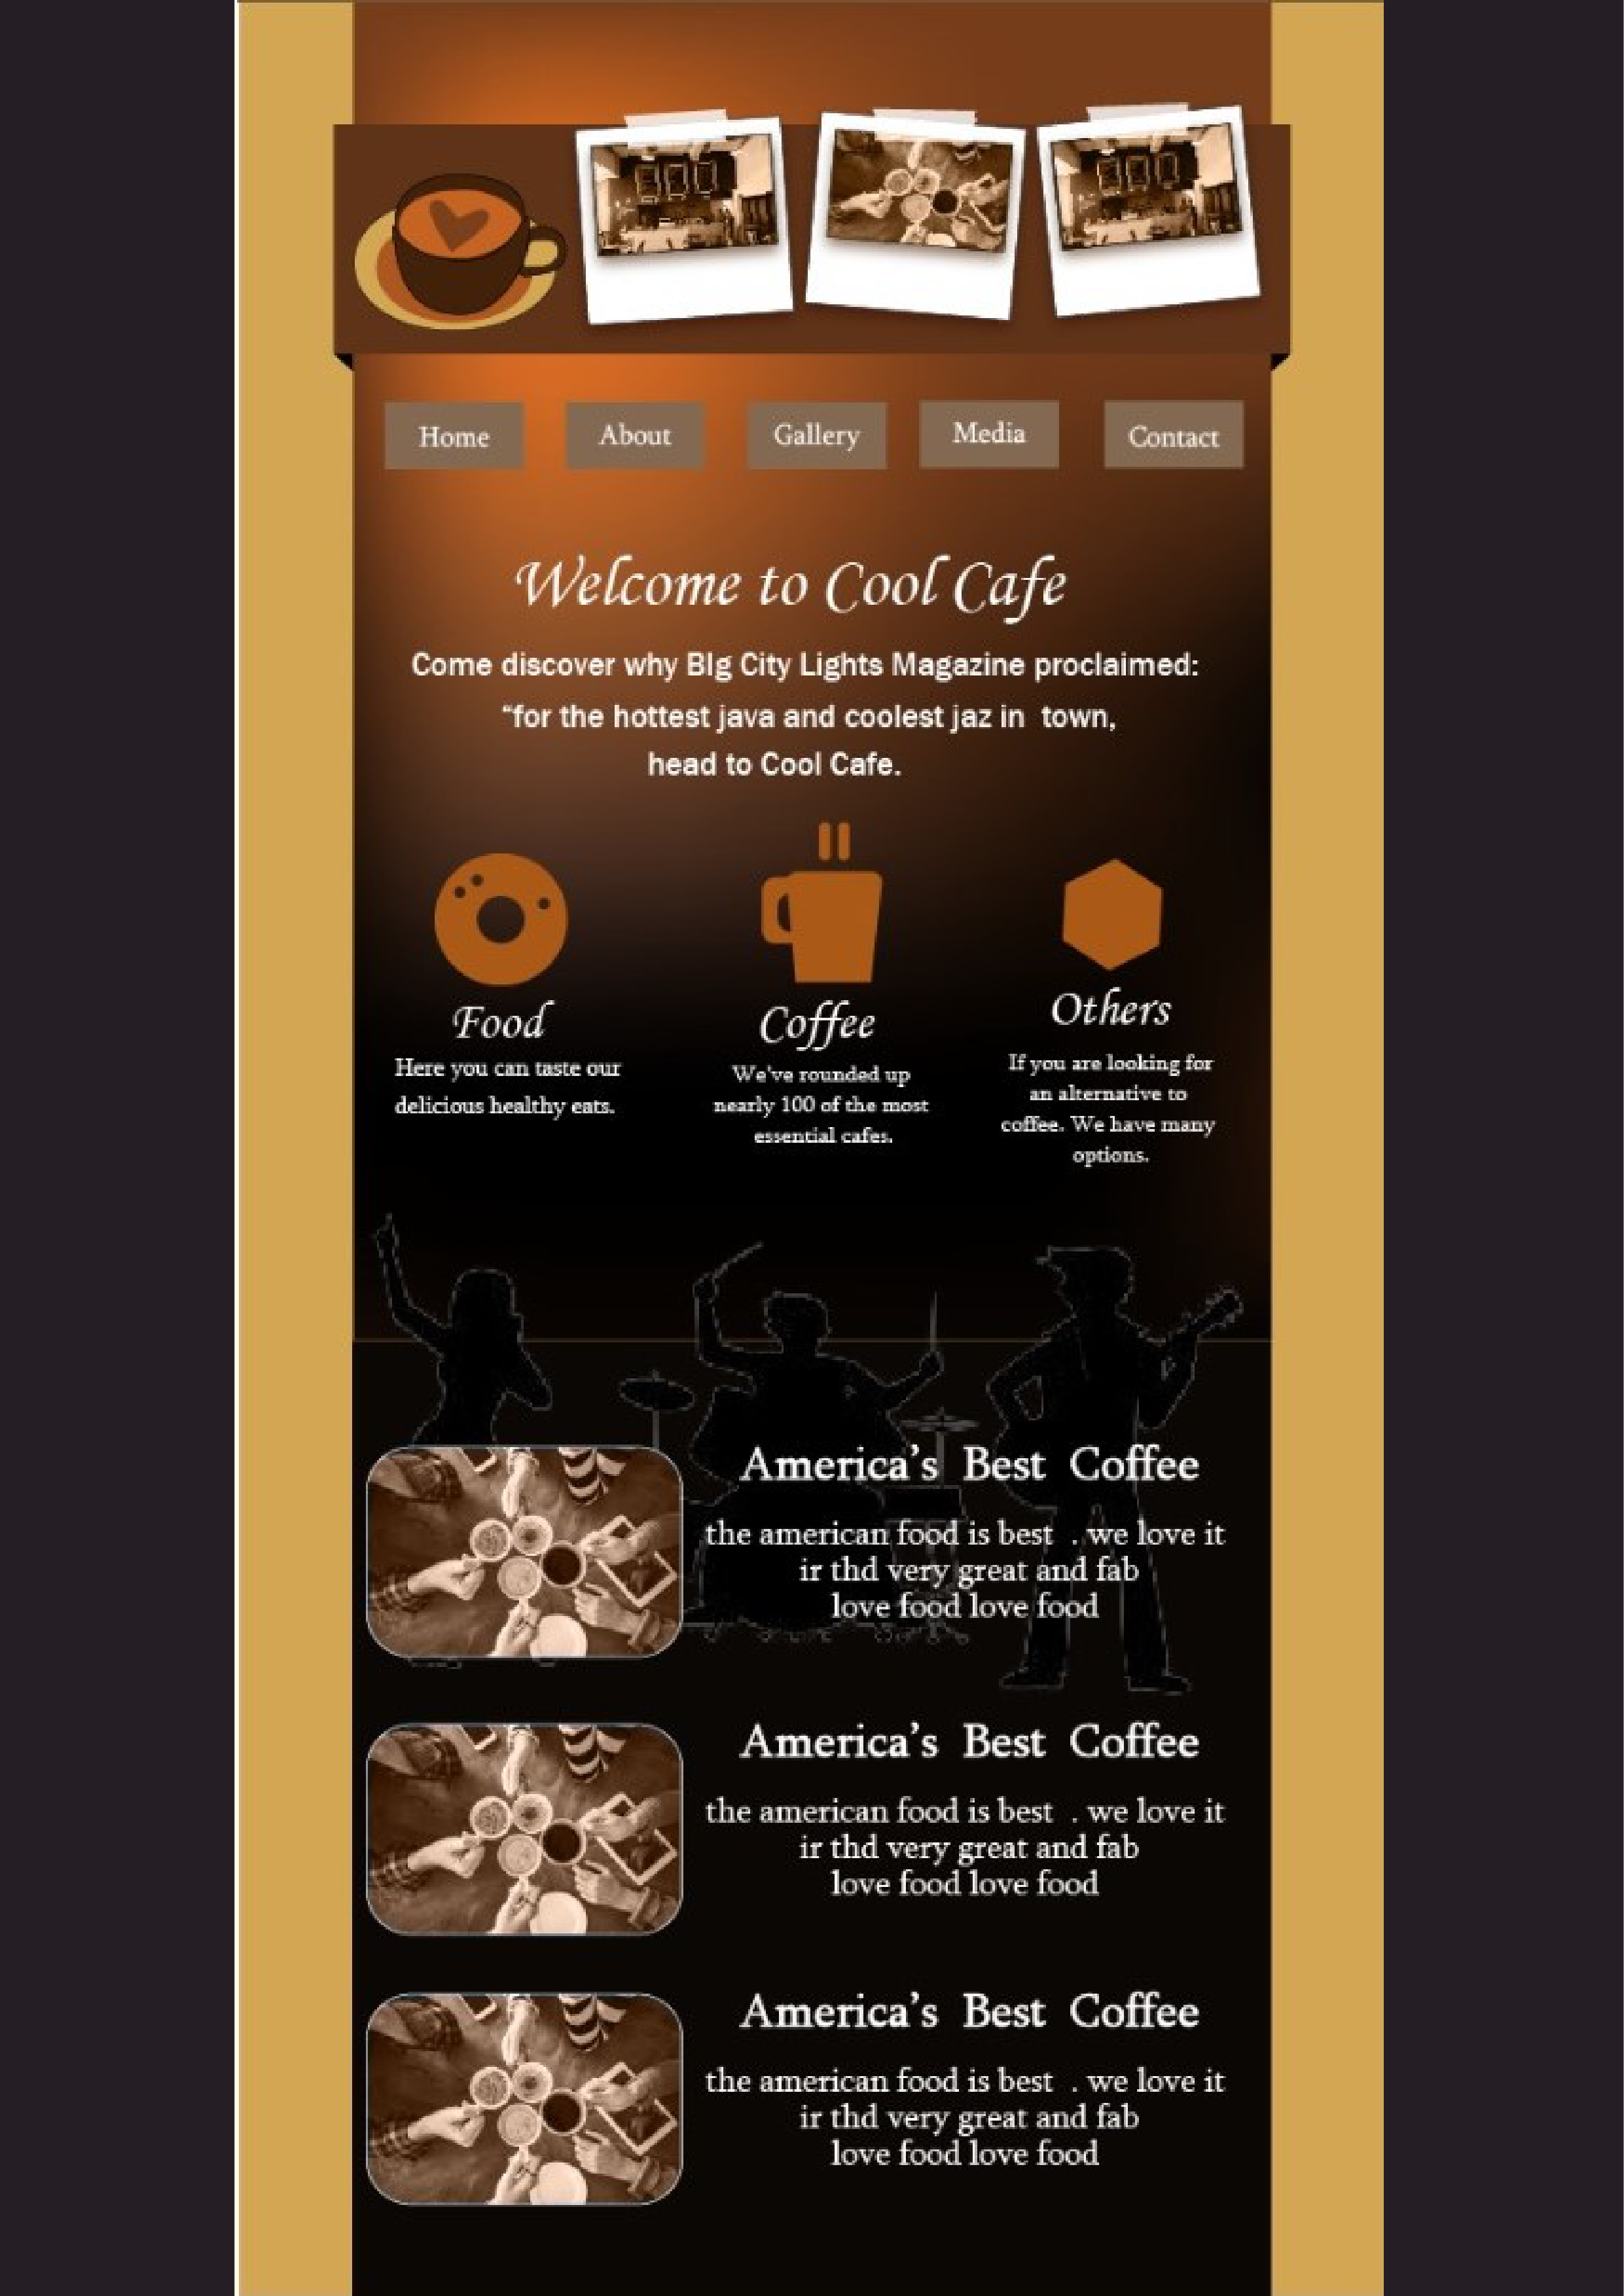 Home
About
Gallery
Media
Contact
Welcome to Cool Cafe
Come discover why BIg City Lights Magazine proclaimed:
“for the hottest java and coolest jaz in town,
head to Cool Cafe.
Food
Here you can taste our
delicious healthy eats.
Coffee
We've rounded up
nearly 100 of the most
essential cafes.
Others
If you are looking for
an alternative to
coffee. We have many
options.
America’s Best Coffee
the american food is best . we love it
ir thd very great and fab
love food love food
America’s Best Coffee
the american food is best . we love it
ir thd very great and fab
love food love food
America’s Best Coffee
the american food is best . we love it
ir thd very great and fab
love food love food